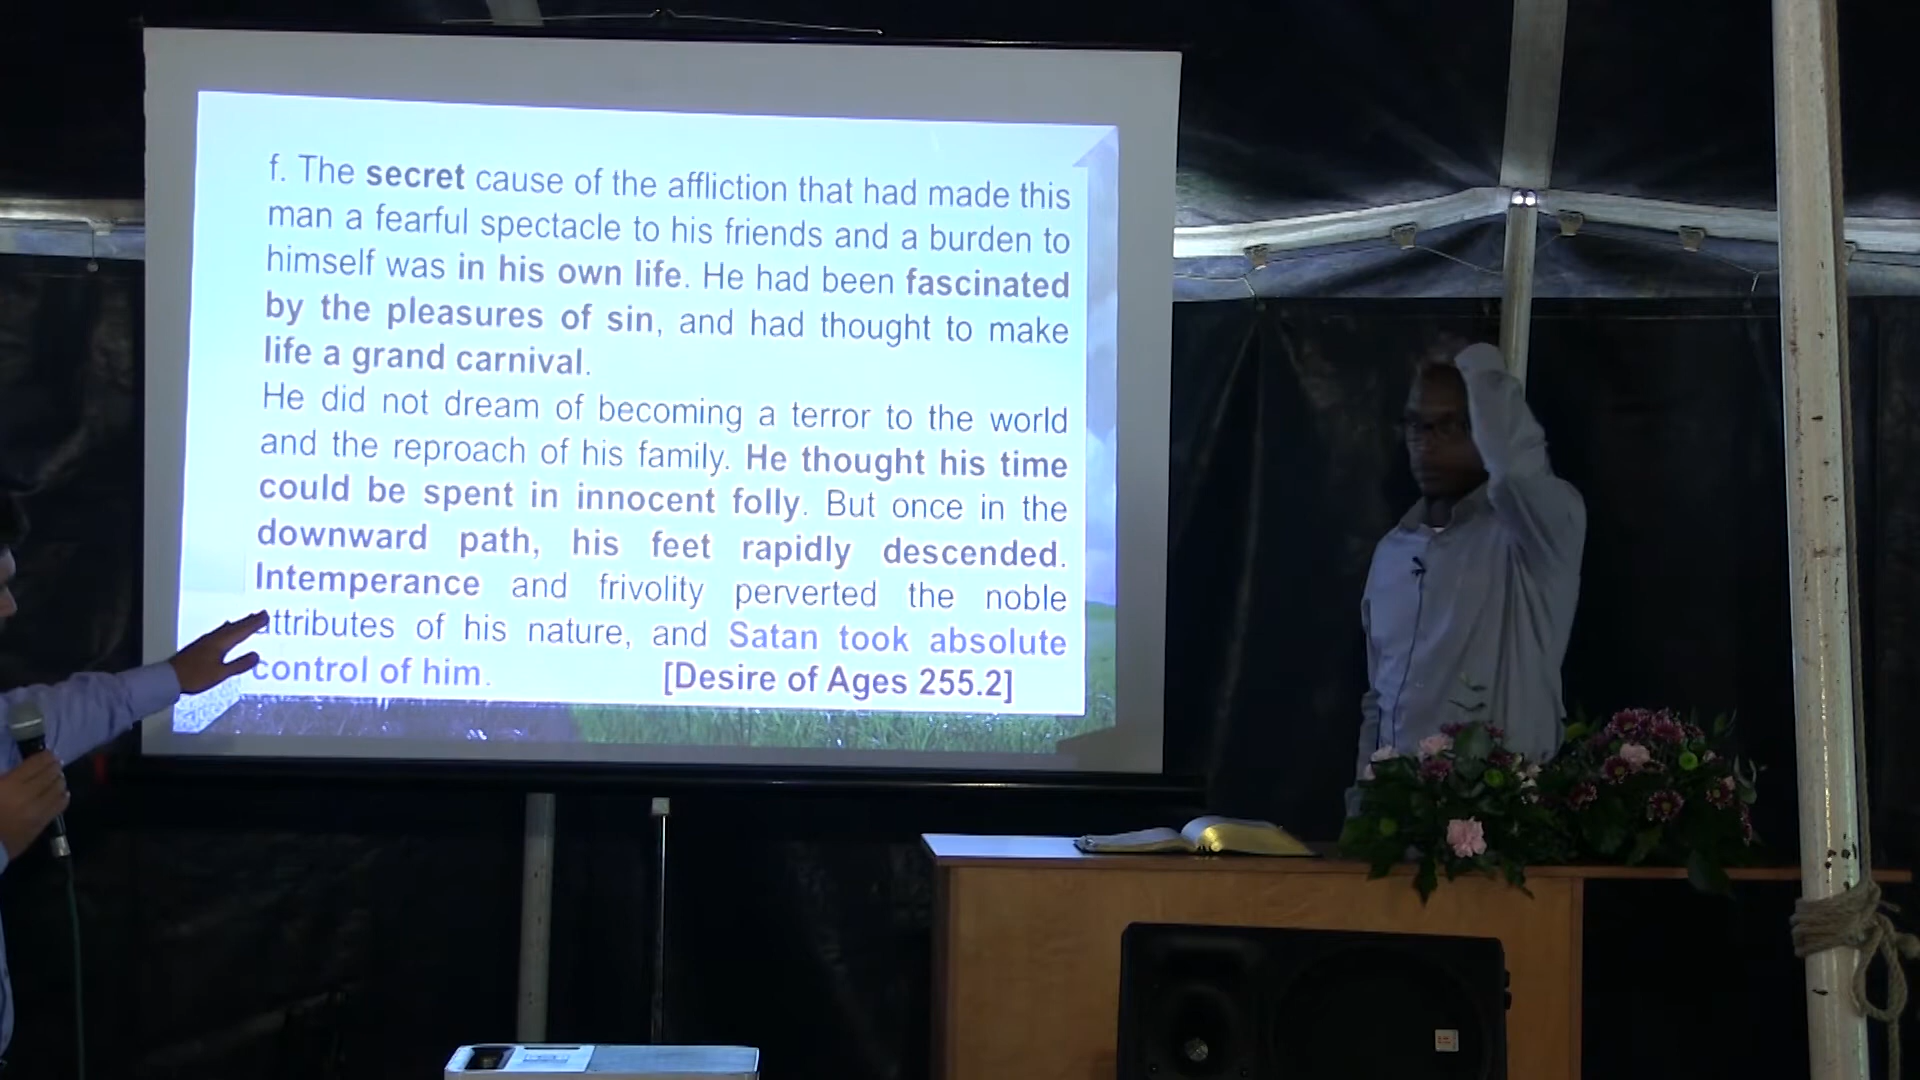 f. The secret cause of the affliction that had made this
man a fearful spectacle to his friends and a burden to
himself was in his own life. He had been fascinated
by the pleasures of sin, and had thought to make
life a grand carnival.
He did not dream of becoming a terror to the world
and the reproach of his family. He thought his time
could be spent in innocent folly. But once in the
downward path, his feet rapidly descended.
Intemperance and frivolity perverted the noble
attributes of his nature, and Satan took absolute
control of him. [Desire of Ages 255.2]